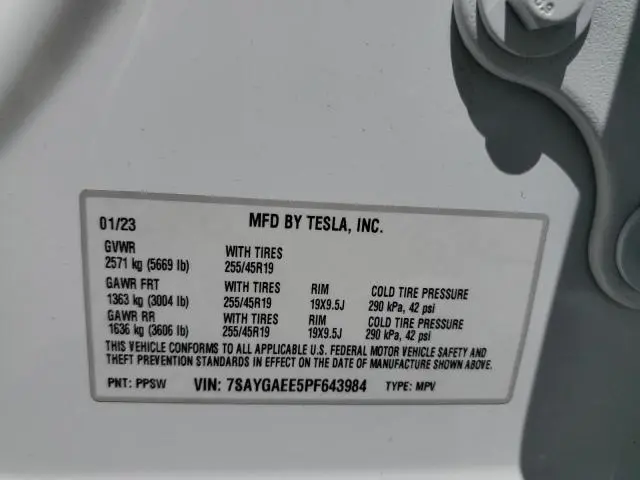 01/23 MFD BY TESLA, INC.
GVWR WITH TIRES
2571 kg (5669 lb) 255/45R19
GAWR FRT WITH TIRES RIM COLD TIRE PRESSURE
1363 kg (3004 lb) 255/45R19 19X9.5J 290 kPa, 42 psi
GAWR RR WITH TIRES RIM COLD TIRE PRESSURE
1636 kg (3606 lb) 255/45R19 19X9.5J 290 kPa, 42 psi
THIS VEHICLE CONFORMS TO ALL APPLICABLE U.S. FEDERAL MOTOR VEHICLE SAFETY AND
THEFT PREVENTION STANDARDS IN EFFECT ON THE DATE OF MANUFACTURE SHOWN ABOVE.
PNT: PPSW VIN: 7SAYGAEE5PF643984 TYPE: MPV